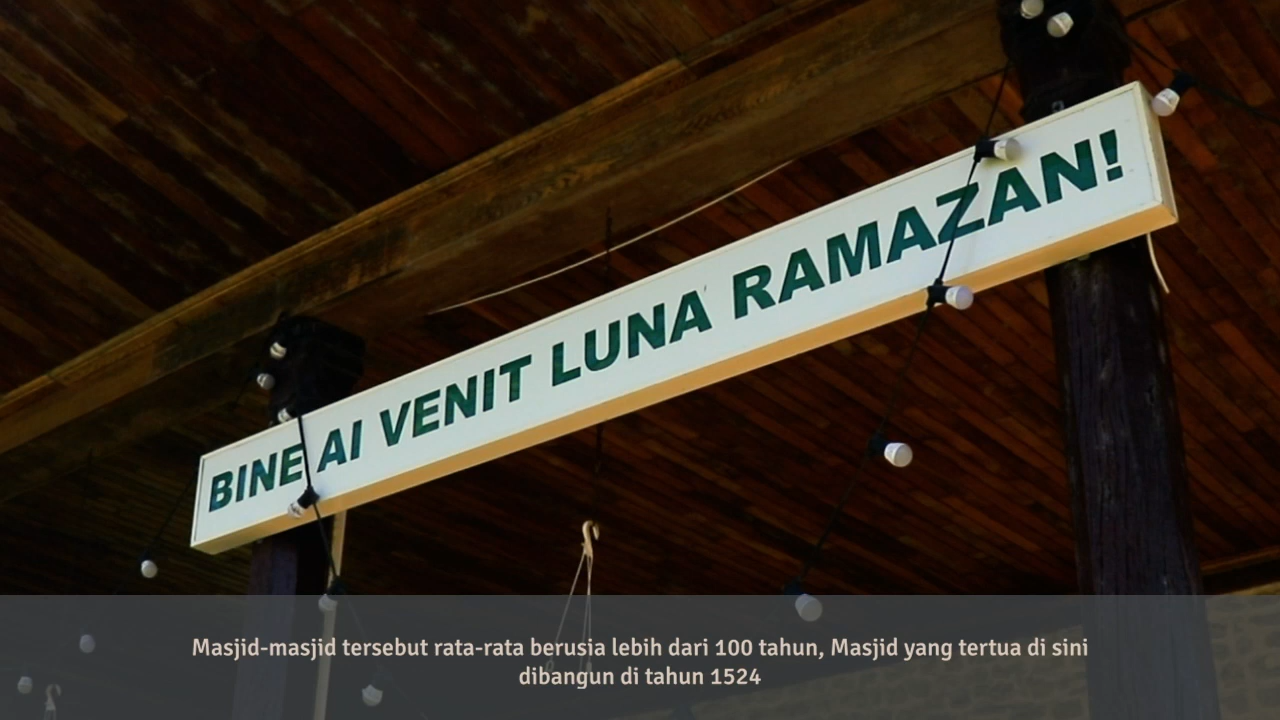 BINE AI VENIT LUNA RAMAZAN!
Masjid-masjid tersebut rata-rata berusia lebih dari 100 tahun, Masjid yang tertua di sini
dibangun di tahun 1524